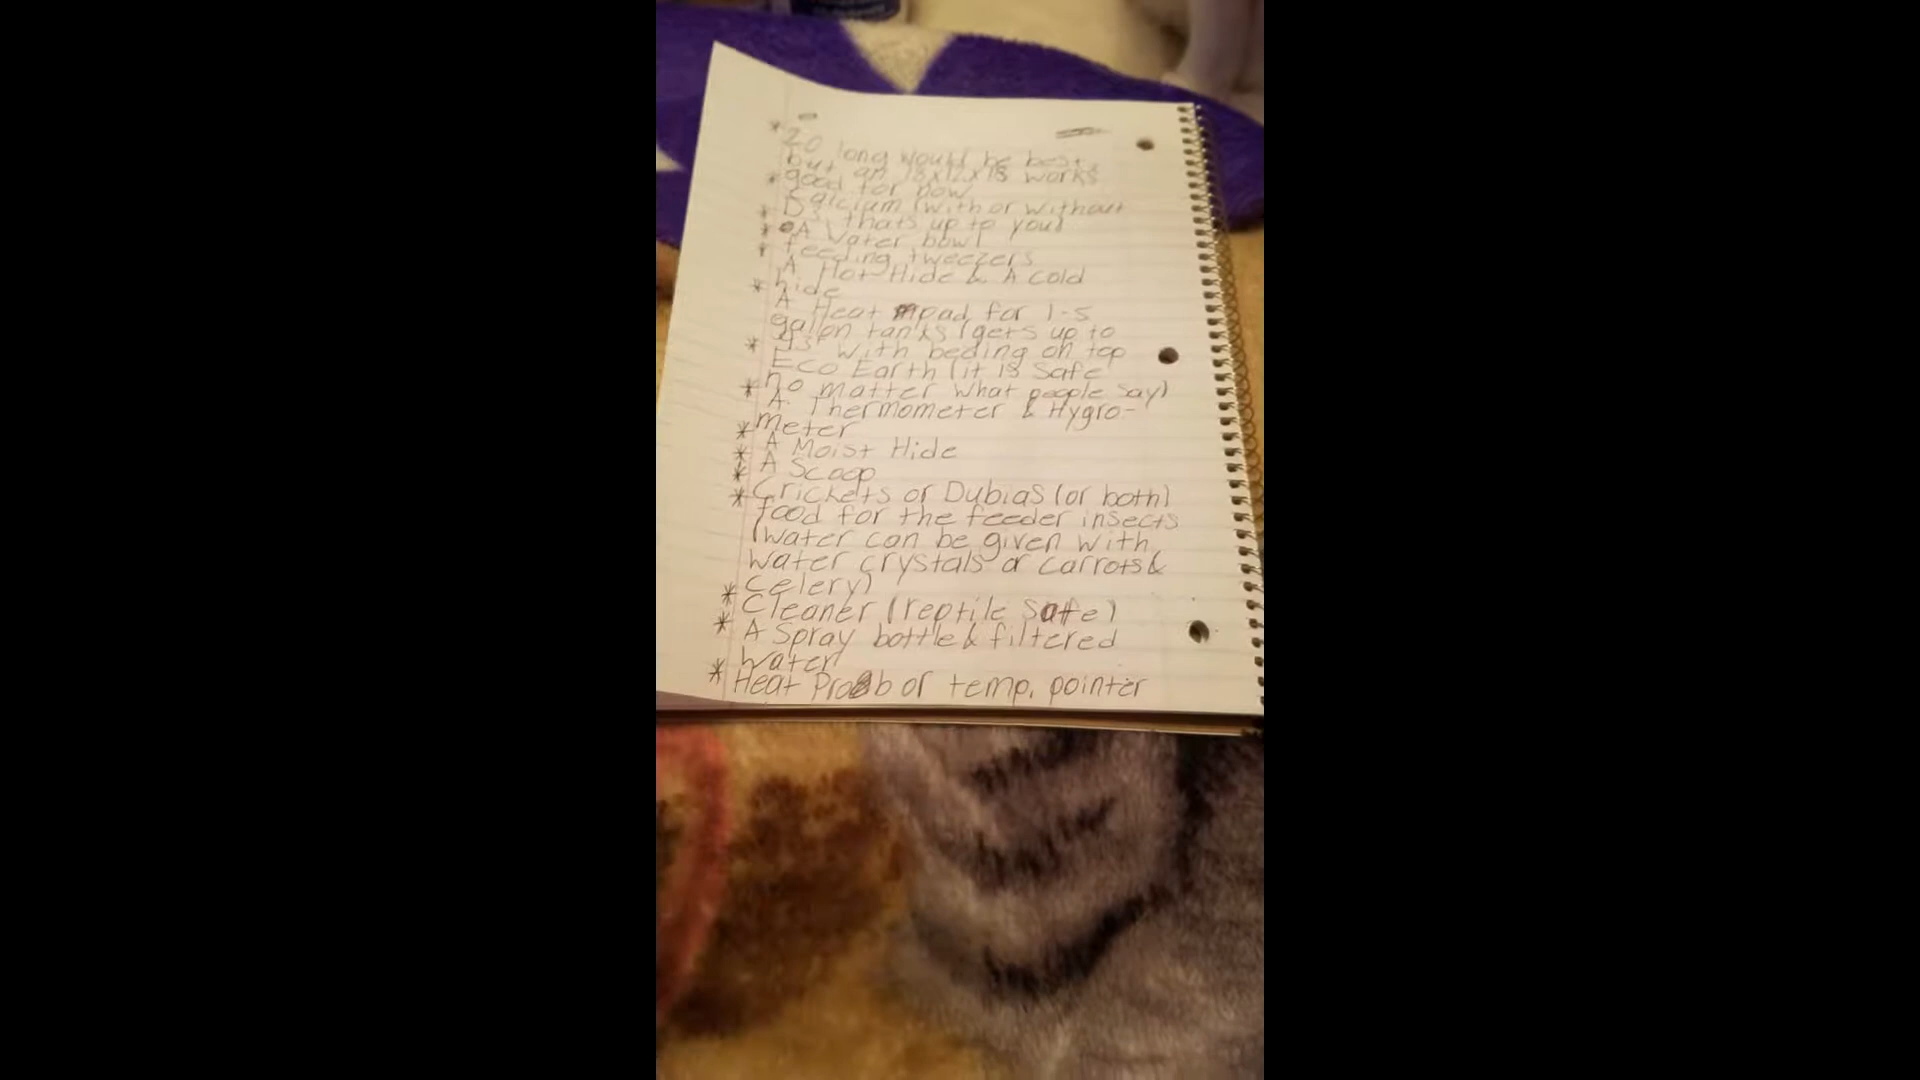 * 20 long would be best,
but an 18x12x18 works
good for now
* Calcium (with or without
D3, thats up to you)
* A Water bowl
* feeding tweezers
* A Hot Hide & A cold
hide
* A Heat pad for 1-5
gallon tanks (gets up to
with beding on top
* Eco Earth (it is safe
no matter what people say)
* A Thermometer & Hygro-
meter
* A Moist Hide
* A Scoop
* Crickets or Dubias (or both)
* food for the feeder insects
(water can be given with
water crystals or carrots &
celery)
* Cleaner (reptile safe)
* A Spray bottle & filtered
water
* Heat Prob or temp. pointer